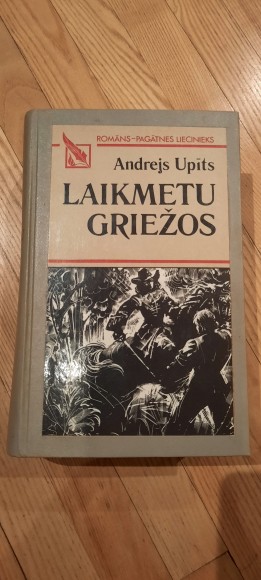 ROMĀNS–PAGĀTNES LIECINIEKS
Andrejs Upīts
LAIKMETU
GRIEŽOS